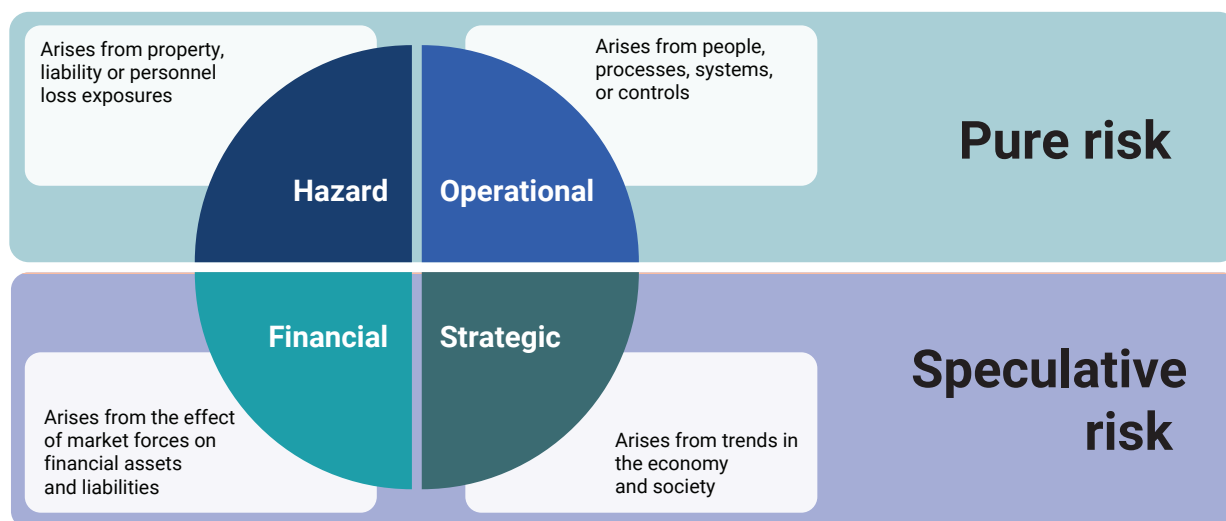 Arises from property,
liability or personnel
loss exposures
Arises from people,
processes, systems,
or controls
Pure risk
Hazard
Operational
Financial
Strategic
Speculative
risk
Arises from the effect
of market forces on
financial assets
and liabilities
Arises from trends in
the economy
and society